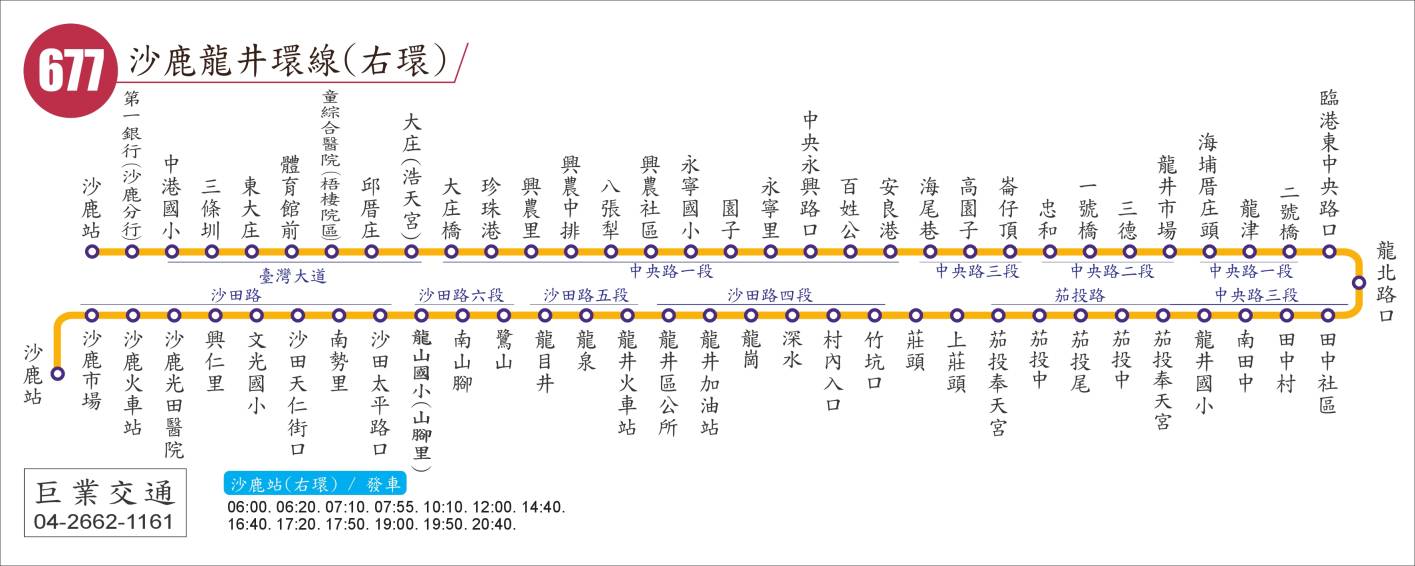 677
沙鹿龍井環線(右環)
沙鹿站
第一銀行(沙鹿分行)
中港國小
三條圳
東大庄
體育館前
童綜合醫院(梧棲院區)
邱厝庄
大庄(浩天宮)
大庄橋
珍珠港
興農里
興農中排
八張犁
興農社區
永寧國小
園子
永寧里
中央永興路口
百姓公
安良港
海尾巷
高園子
崙仔頂
忠和
一號橋
三德
龍井市場
海埔厝庄頭
龍津
二號橋
臨港東中央路口
龍北路口
臺灣大道
中央路一段
中央路三段
中央路二段
中央路一段
沙田路
沙田路六段
沙田路五段
沙田路四段
茄投路
中央路三段
沙鹿站
沙鹿市場
沙鹿火車站
沙鹿光田醫院
興仁里
文光國小
沙田天仁街口
南勢里
沙田太平路口
龍山國小(山腳里)
南山腳
鷺山
龍目井
龍泉
龍井火車站
龍井區公所
龍井加油站
龍崗
深水
村內入口
竹坑口
莊頭
上莊頭
茄投奉天宮
茄投中
茄投尾
茄投中
茄投奉天宮
龍井國小
南田中
田中村
田中社區
巨業交通
04-2662-1161
沙鹿站(右環) / 發車
06:00. 06:20. 07:10. 07:55. 10:10. 12:00. 14:40.
16:40. 17:20. 17:50. 19:00. 19:50. 20:40.